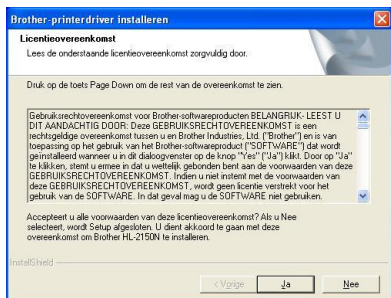 Brother-printerdriver installeren
Licentieovereenkomst
Lees de onderstaande licentieovereenkomst zorgvuldig door.
Druk op de toets Page Down om de rest van de overeenkomst te zien.
Gebruiksrechtovereenkomst voor Brother-softwareproducten BELANGRIJK- LEEST U
DIT AANDACHTIG DOOR: Deze GEBRUIKSRECHTOVEREENKOMST is een
rechtsgeldige overeenkomst tussen u en Brother Industries, Ltd. ("Brother") en is van
toepassing op het gebruik van het Brother-softwareproduct ("SOFTWARE") dat wordt
geïnstalleerd wanneer u in dit dialoogvenster op de knop "Yes" ("Ja") klikt. Door op "Ja"
te klikken, stemt u ermee in dat u wettelijk gebonden bent aan de voorwaarden van deze
GEBRUIKSRECHTOVEREENKOMST. Indien u niet instemt met de voorwaarden van
deze GEBRUIKSRECHTOVEREENKOMST, wordt geen licentie verstrekt voor het
gebruik van de SOFTWARE. In dat geval mag u de SOFTWARE niet gebruiken.
Accepteert u alle voorwaarden van deze licentieovereenkomst? Als u Nee
selecteert, wordt Setup afgesloten. U dient akkoord te gaan met deze
overeenkomst om Brother HL-2150N te installeren.
InstallShield
< Vorige
Ja
Nee